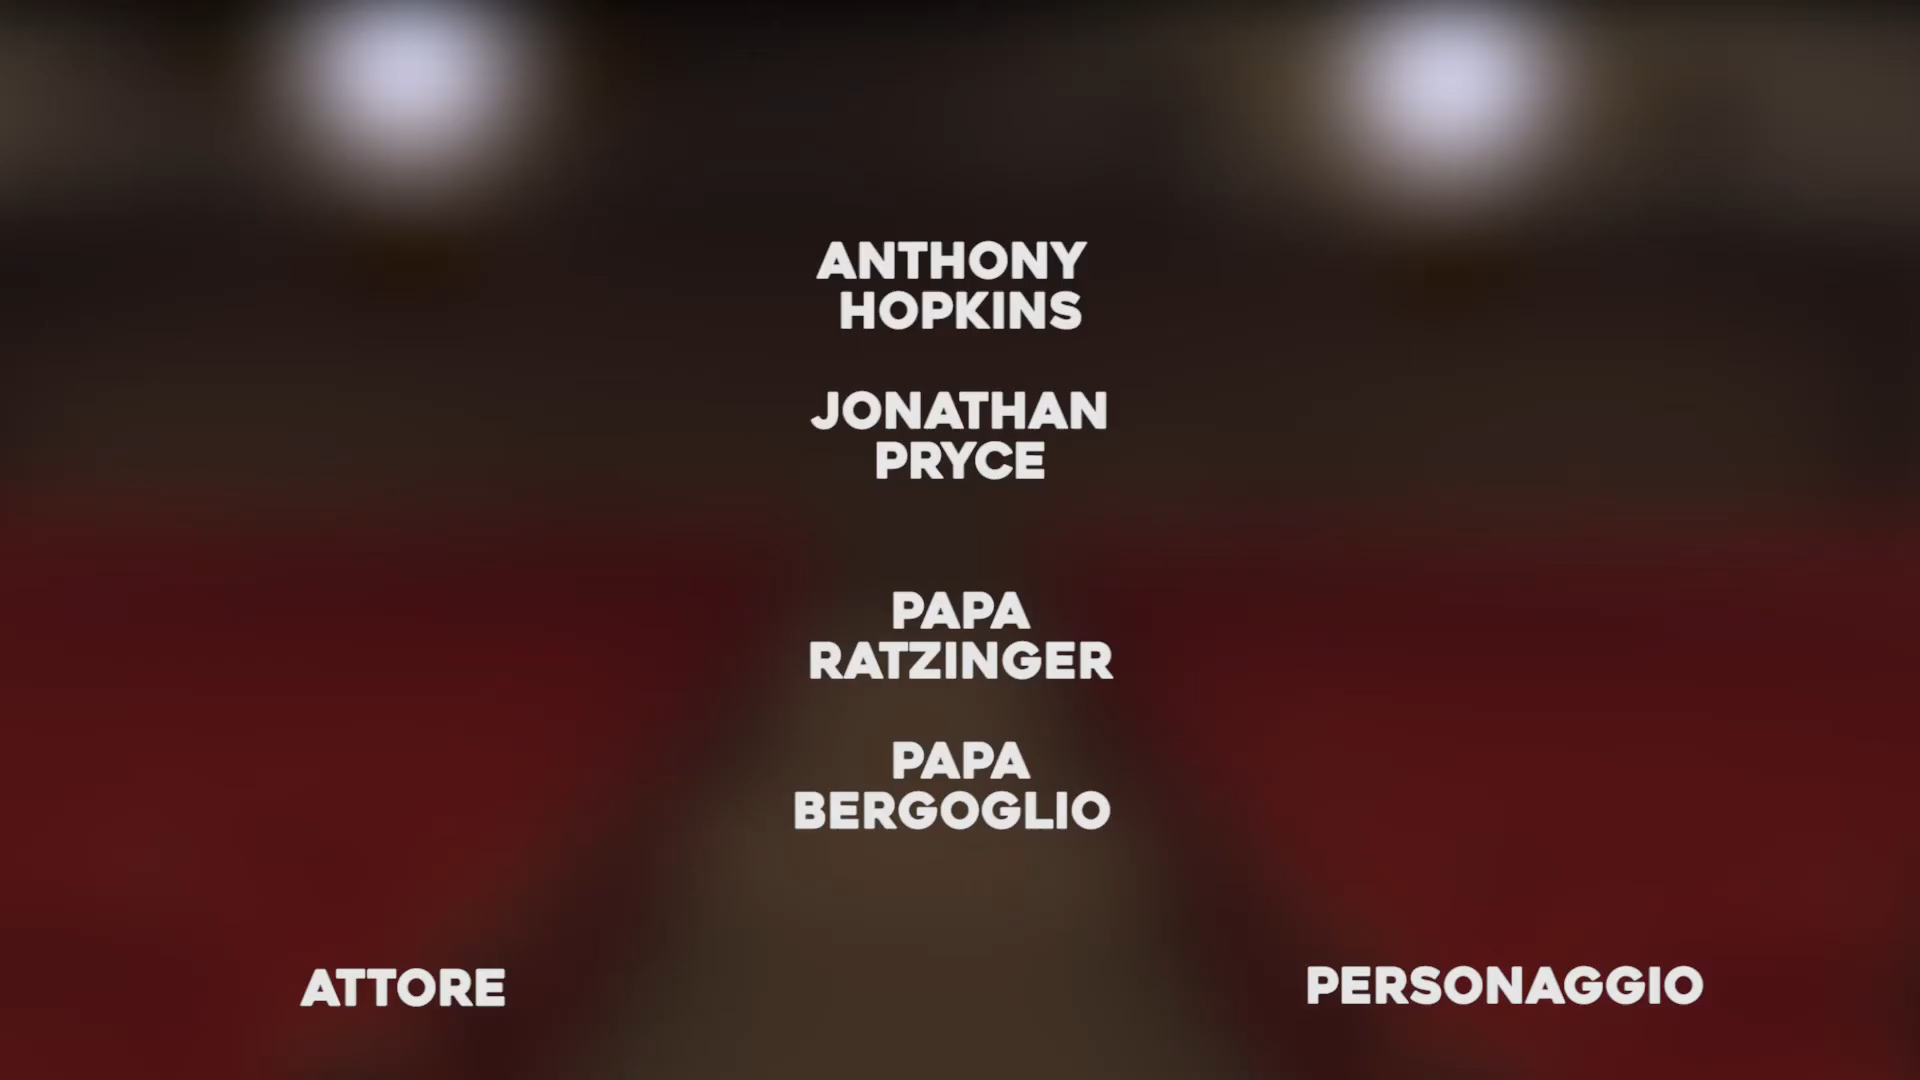 ANTHONY
HOPKINS
JONATHAN
PRYCE
PAPA
RATZINGER
PAPA
BERGOGLIO
ATTORE
PERSONAGGIO